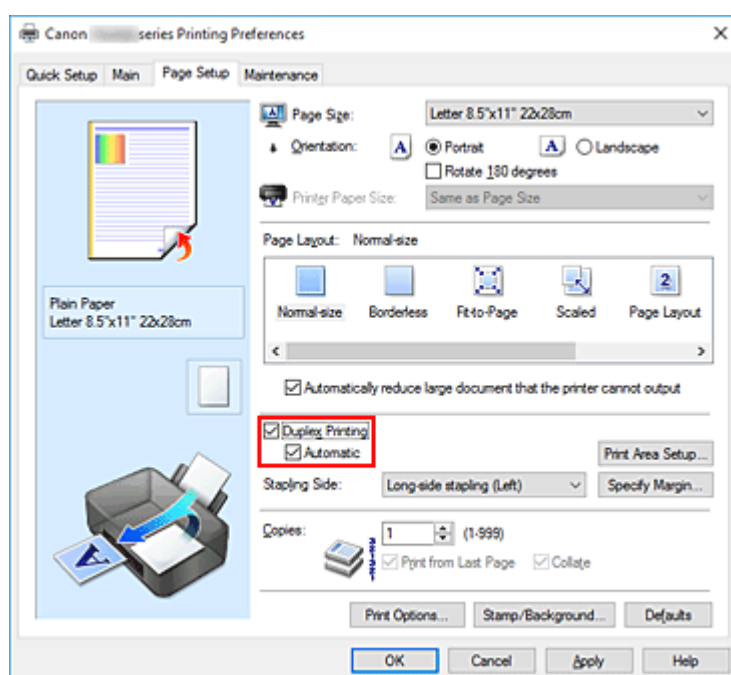 Canon series Printing Preferences
Quick Setup Main Page Setup Maintenance
Page Size: Letter 8.5"x11" 22x28cm
Orientation: A Portrait A Landscape
Rotate 180 degrees
Printer Paper Size: Same as Page Size
Page Layout: Normal-size
2
Normal-size Borderless Fit-to-Page Scaled Page Layout
Plain Paper
Letter 8.5"x11" 22x28cm
Automatically reduce large document that the printer cannot output
Duplex Printing
Automatic
Print Area Setup...
Stapling Side: Long-side stapling (Left) Specify Margin...
Copies: 1 (1-999)
Print from Last Page Collate
A
Print Options... Stamp/Background... Defaults
OK Cancel Apply Help